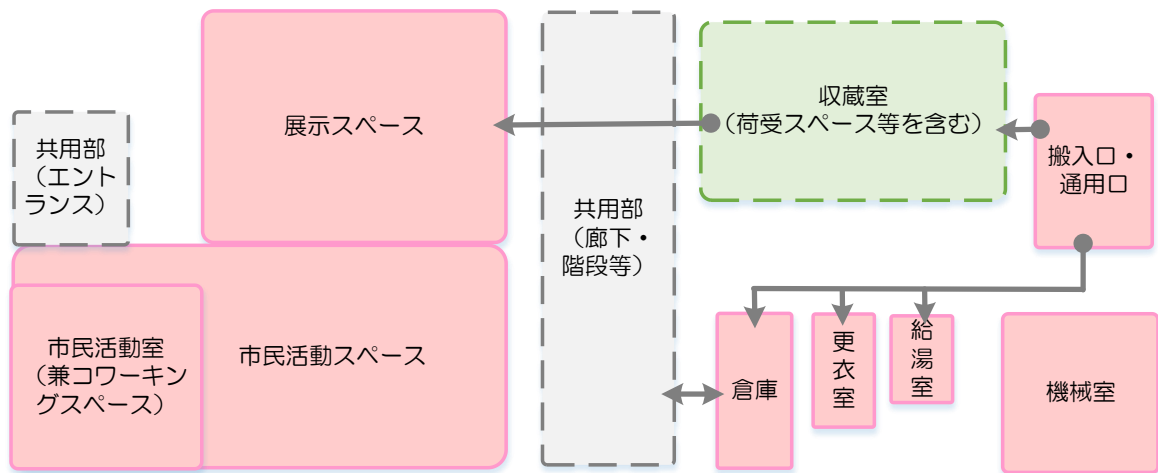 展示スペース
共用部
（エント
ランス）
市民活動室
（兼コワーキン
グスペース）
市民活動スペース
共用部
（廊下・
階段等）
収蔵室
（荷受スペース等を含む）
搬入口・
通用口
倉庫
更
衣
室
給
湯
室
機械室